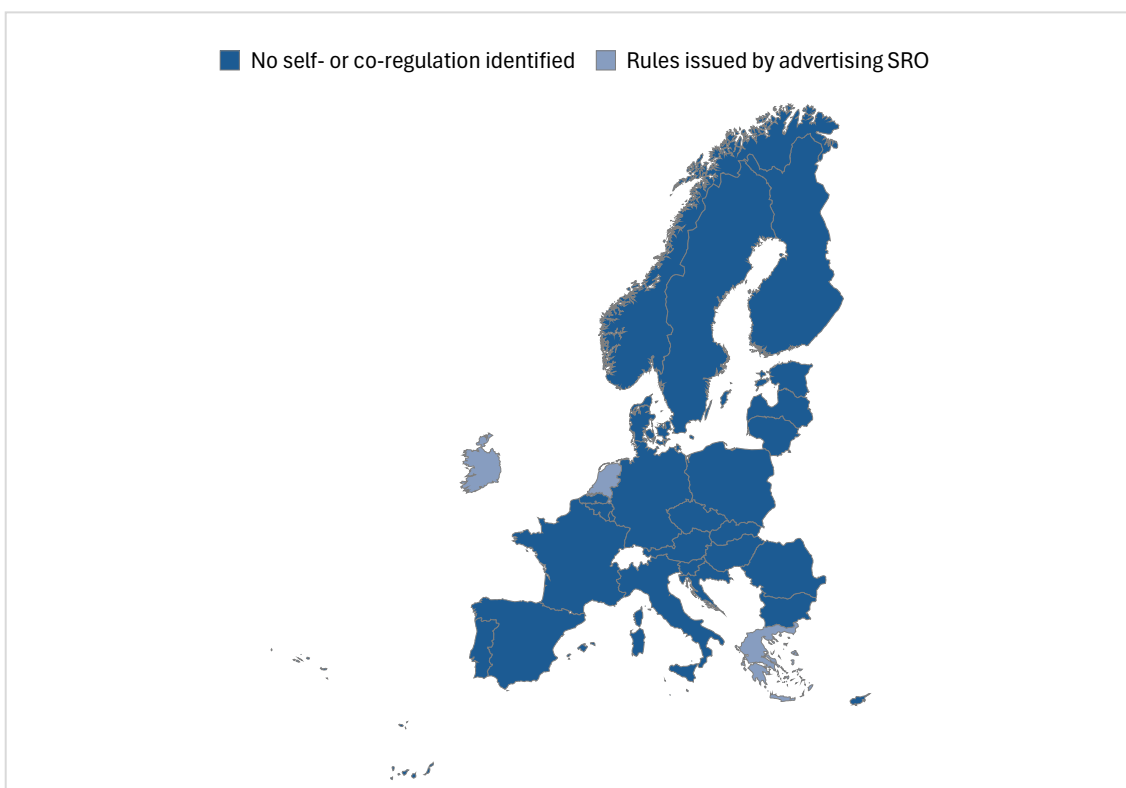 No self- or co-regulation identified Rules issued by advertising SRO